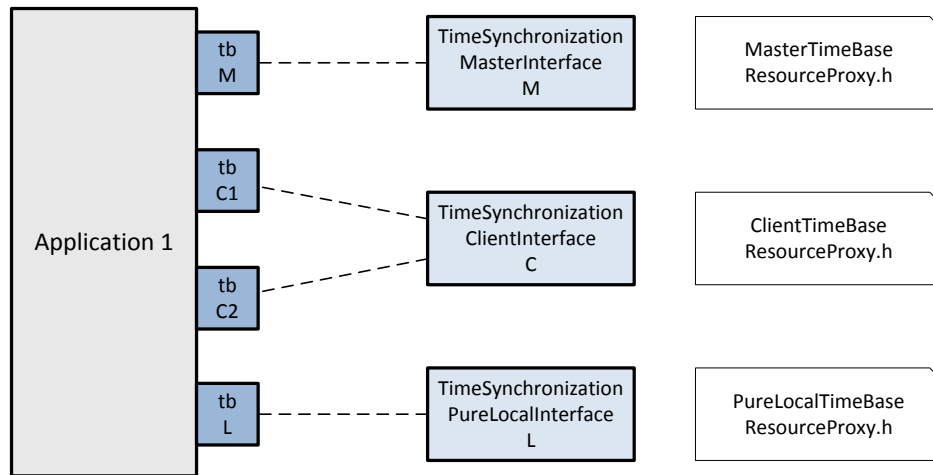 Application 1
tb
M
TimeSynchronization
MasterInterface
M
MasterTimeBase
ResourceProxy.h
tb
C1
tb
C2
TimeSynchronization
ClientInterface
C
ClientTimeBase
ResourceProxy.h
tb
L
TimeSynchronization
PureLocalInterface
L
PureLocalTimeBase
ResourceProxy.h